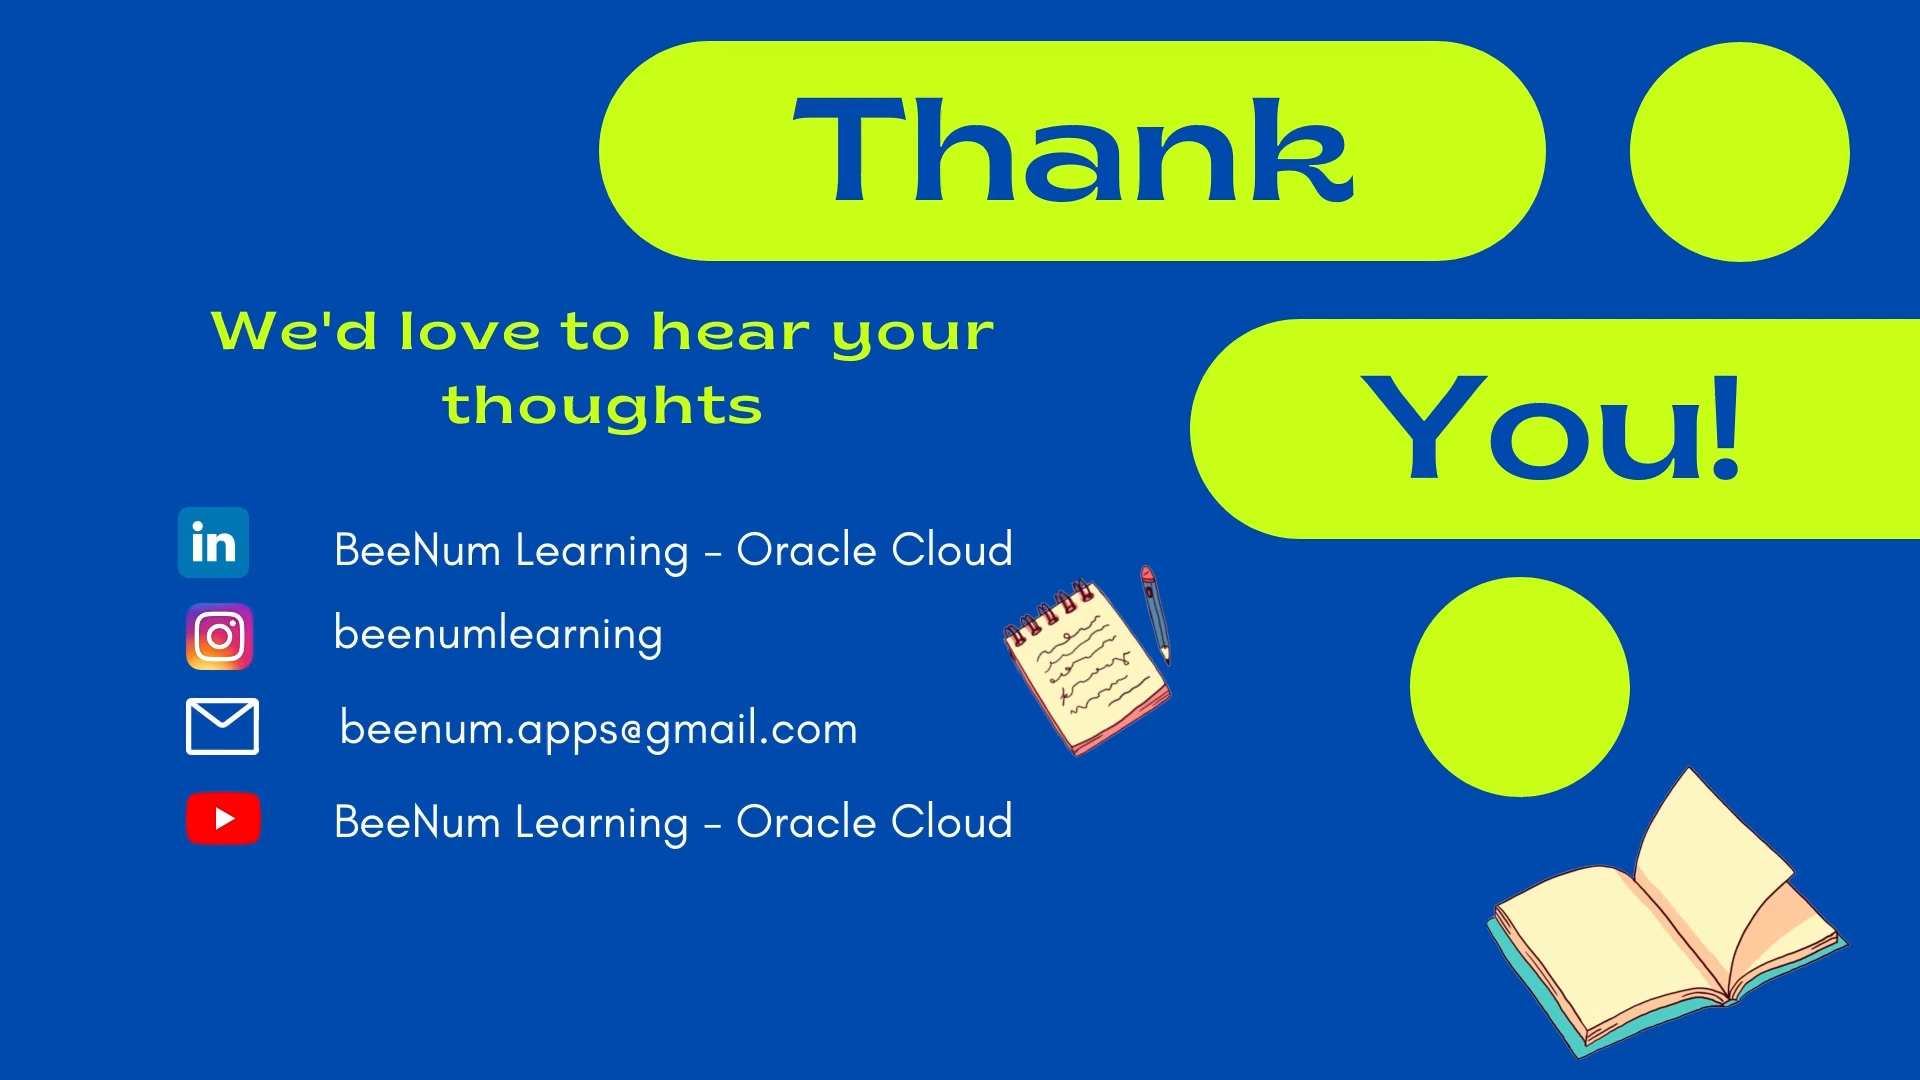 Thank
You!
We'd love to hear your
thoughts
in
BeeNum Learning - Oracle Cloud
beenumlearning
beenum.apps@gmail.com
BeeNum Learning - Oracle Cloud